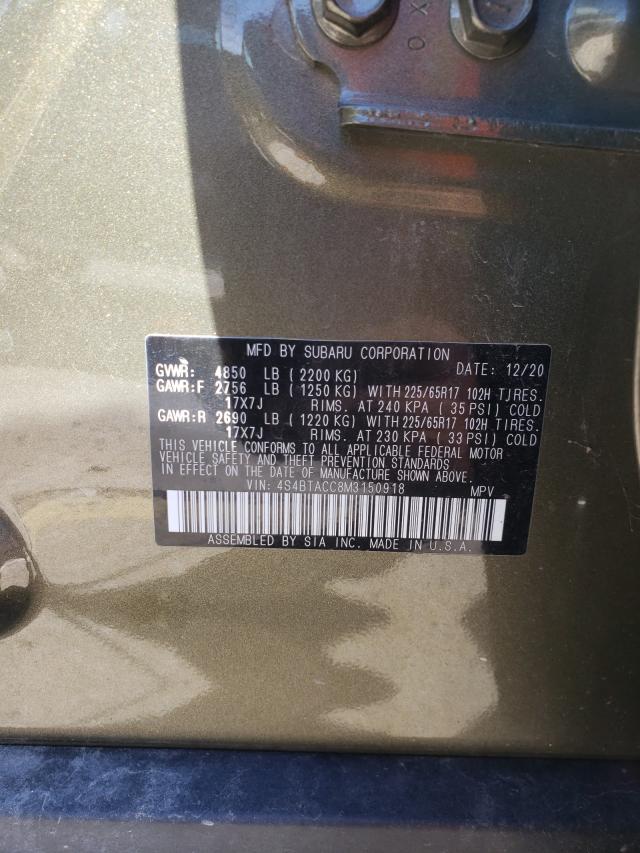 XO
MFD BY SUBARU CORPORATION DATE: 12/20
GVWR: 4850 LB (2200 KG)
GAWR:F 2756 LB (1250 KG) WITH 225/65R17 102H TIRES.
17X7J RIMS. AT 240 KPA (35 PSI) COLD
GAWR:R 2690 LB (1220 KG) WITH 225/65R17 102H TIRES.
17X7J RIMS. AT 230 KPA (33 PSI) COLD
THIS VEHICLE CONFORMS TO ALL APPLICABLE FEDERAL MOTOR
VEHICLE SAFETY AND THEFT PREVENTION STANDARDS
IN EFFECT ON THE DATE OF MANUFACTURE SHOWN ABOVE.
VIN: 4S4BTACC8M3150918 MPV
ASSEMBLED BY SIA INC. MADE IN U.S.A.